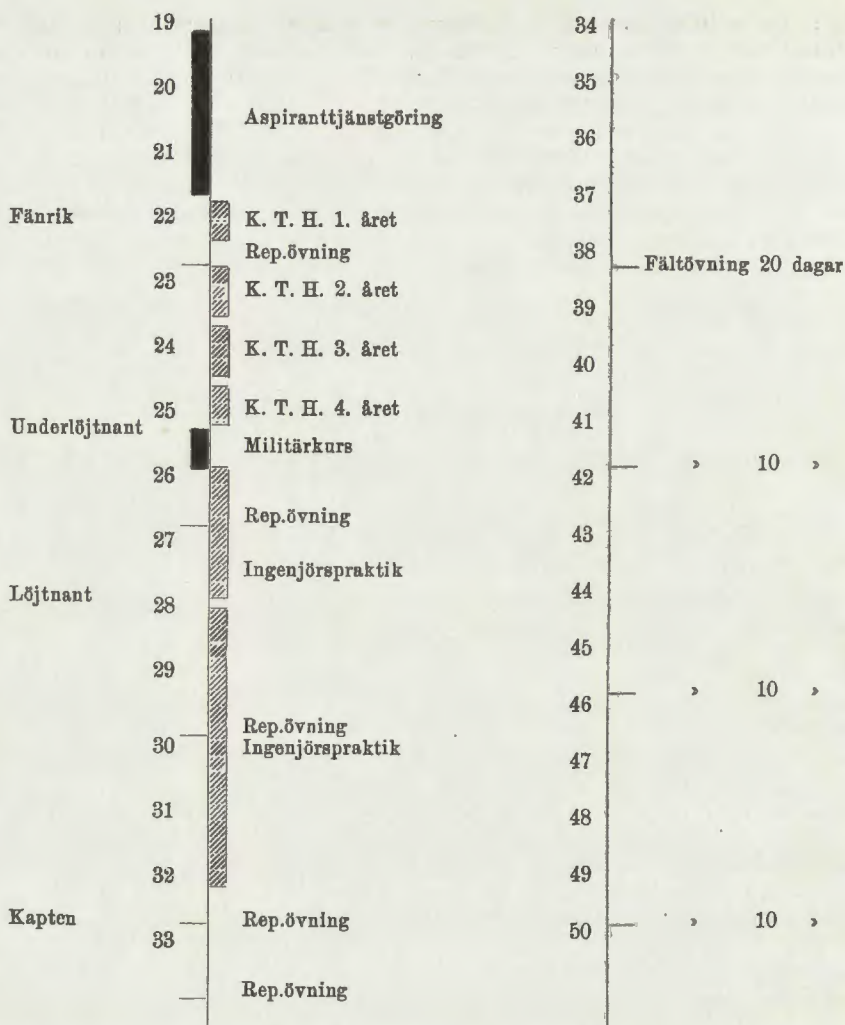 19
20
Aspiranttjänstgöring
21
Fänrik 22 K. T. H. 1. året
Rep.övning
23 K. T. H. 2. året
24 K. T. H. 3. året
25 K. T. H. 4. året
Underlöjtnant
Militärkurs
26
Rep.övning
27
Ingenjörspraktik
Löjtnant 28
29
Rep.övning
30 Ingenjörspraktik
31
32
Kapten Rep.övning
33
Rep.övning
34
35
36
37
38
Fältövning 20 dagar
39
40
41
42 » 10 »
43
44
45
46 » 10 »
47
48
49
50 » 10 »